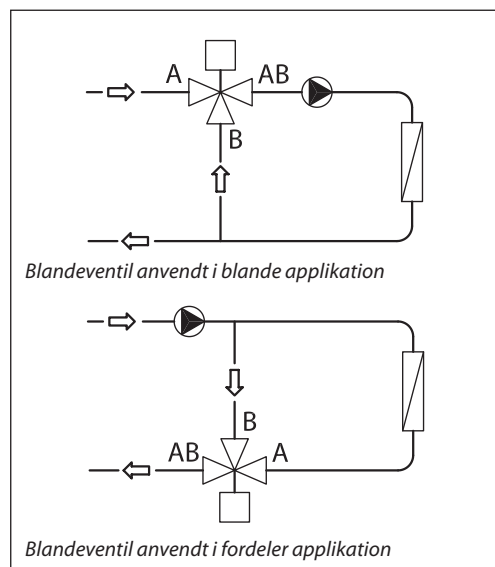 A
AB
B
Blandeventil anvendt i blande applikation
B
AB
A
Blandeventil anvendt i fordeler applikation